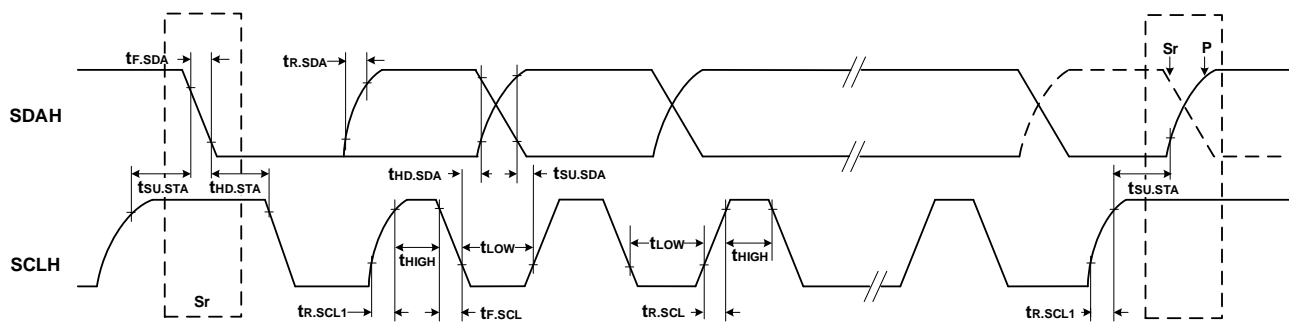 Sr P
tF.SDA tR.SDA
SDAH
tSU.STA tHD.STA tHD.SDA tSU.SDA tSU.STA
tHIGH tLOW tLOW tHIGH
SCLH
Sr tR.SCL1 tF.SCL tR.SCL tR.SCL1